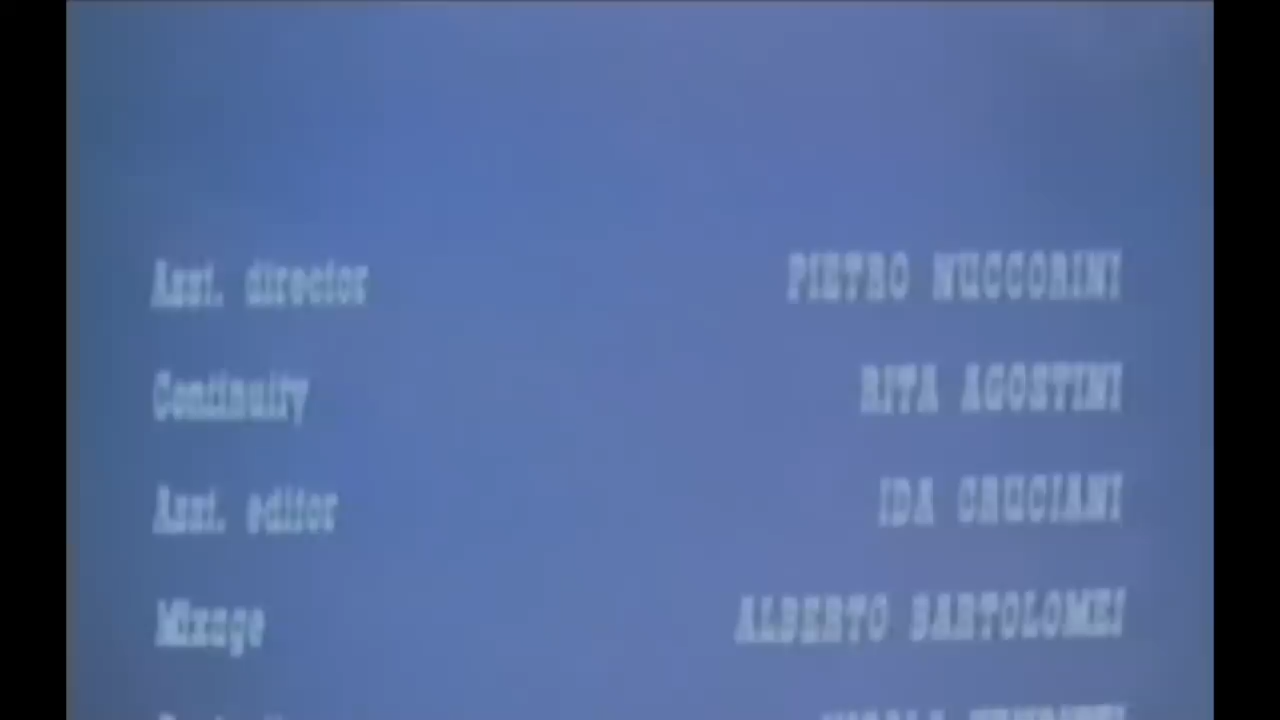 Asst. director PIETRO NUCCORINI
Continuity RITA AGOSTINI
Asst. editor IDA CRUCIANI
Mixage ALBERTO BARTOLOMEI